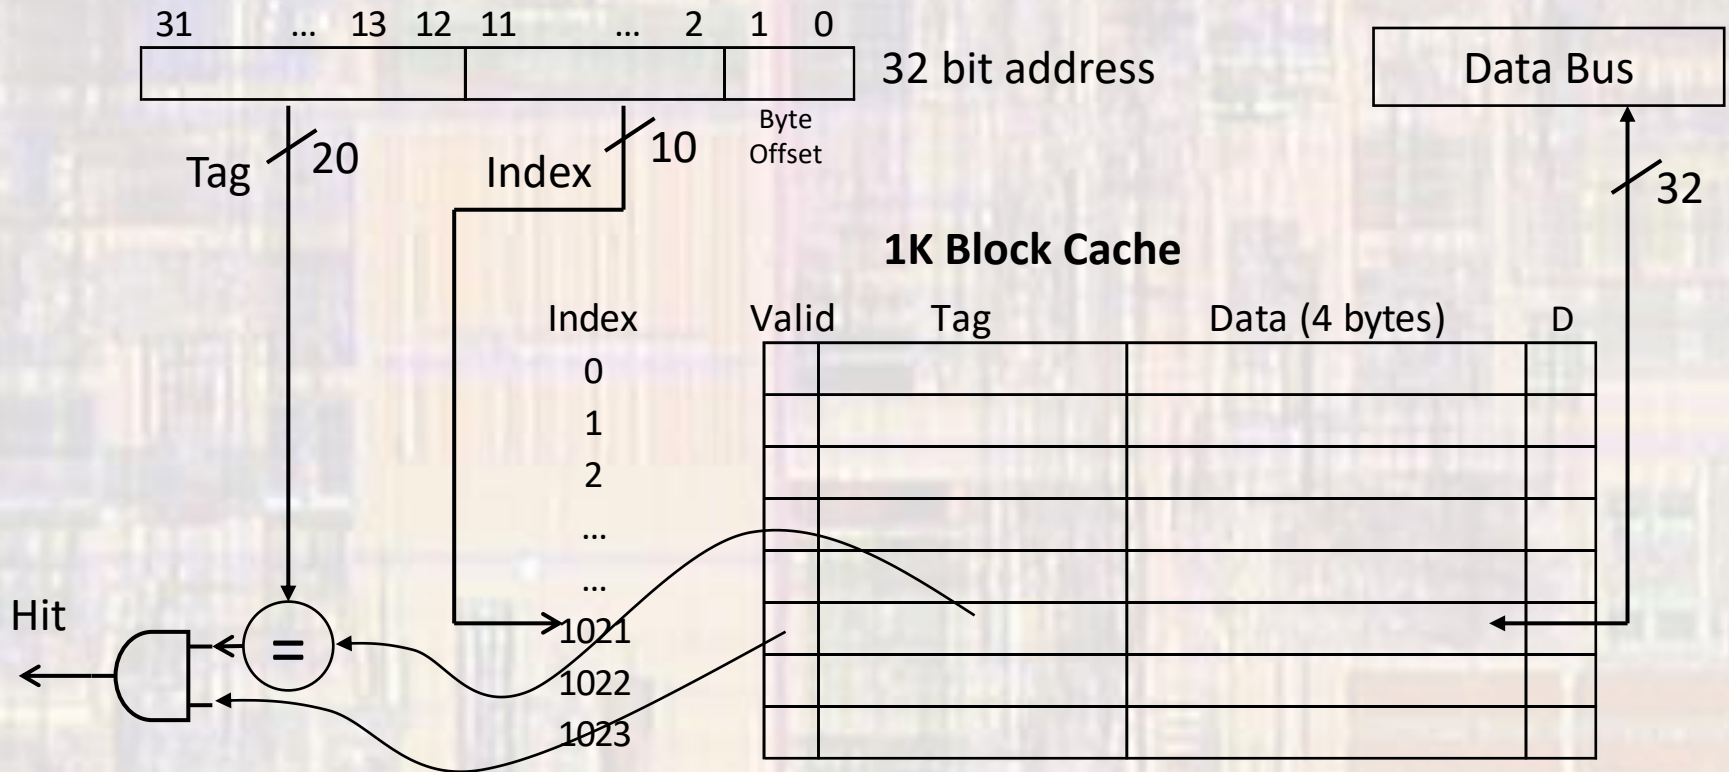 31 ... 13 12 11 ... 2 1 0
32 bit address
Data Bus
Byte
Offset
Tag
20
Index
10
32
1K Block Cache
Index Valid Tag Data (4 bytes) D
0
1
2
...
...
Hit
=
1021
1022
1023